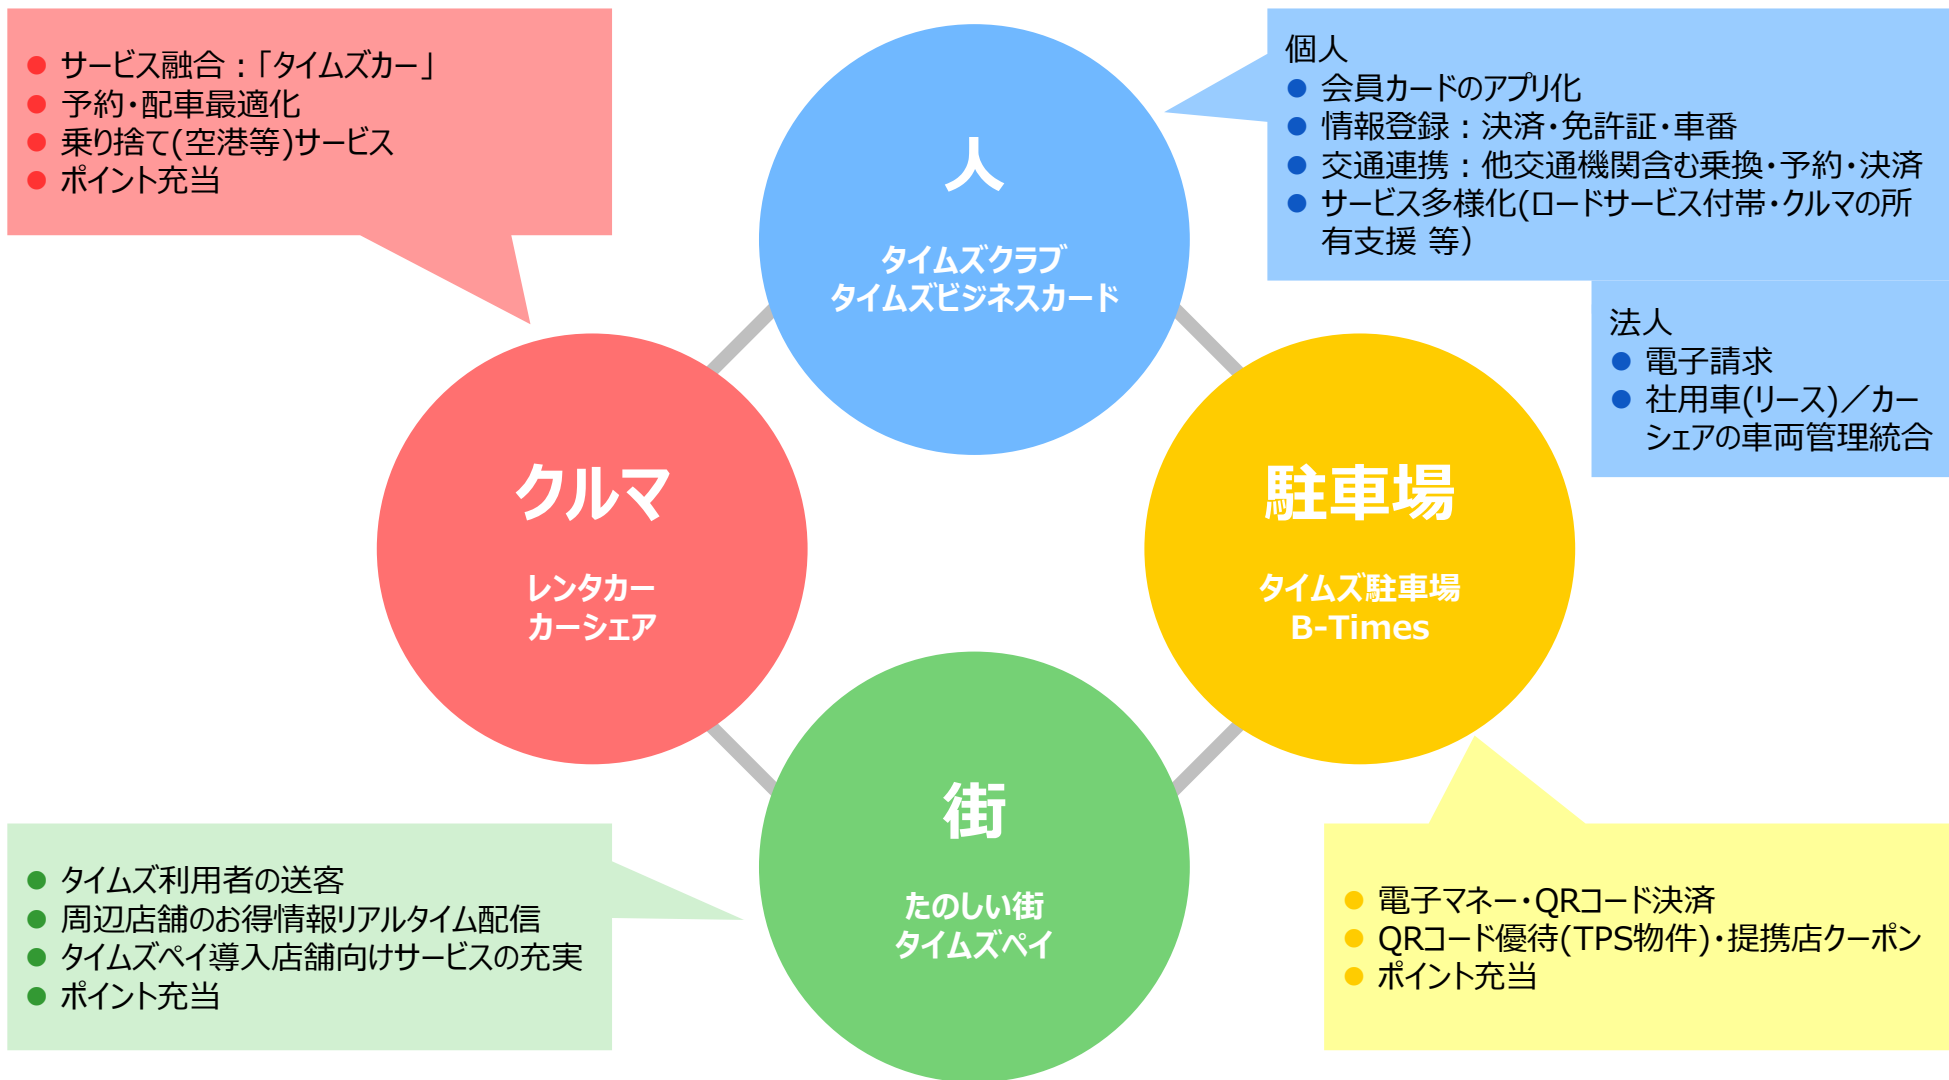 サービス融合：「タイムズカー」
予約・配車最適化
乗り捨て(空港等)サービス
ポイント充当
人
タイムズクラブ
タイムズビジネスカード
個人
会員カードのアプリ化
情報登録：決済・免許証・車番
交通連携：他交通機関含む乗換・予約・決済
サービス多様化(ロードサービス付帯・クルマの所
有支援 等）
法人
電子請求
社用車(リース)／カー
シェアの車両管理統合
クルマ
レンタカー
カーシェア
駐車場
タイムズ駐車場
B-Times
街
たのしい街
タイムズペイ
タイムズ利用者の送客
周辺店舗のお得情報リアルタイム配信
タイムズペイ導入店舗向けサービスの充実
ポイント充当
電子マネー・QRコード決済
QRコード優待(TPS物件)・提携店クーポン
ポイント充当